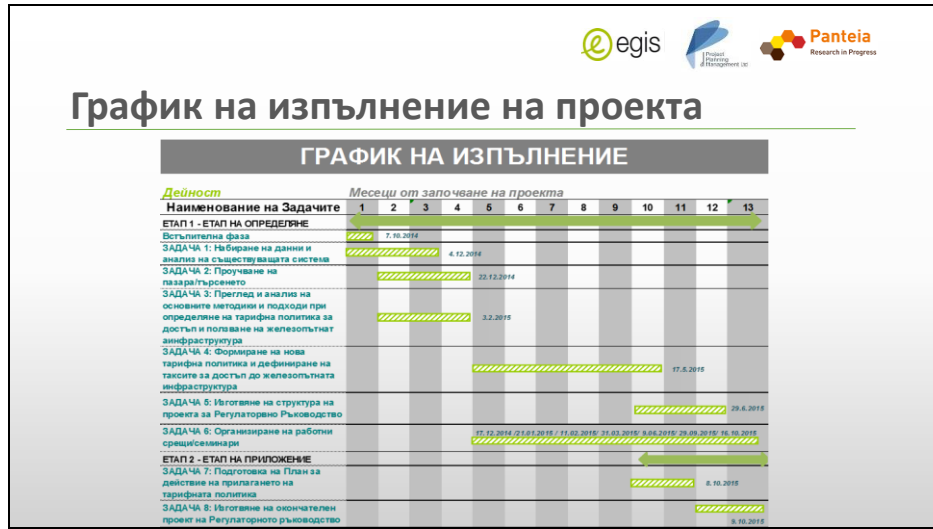 egis
Project
Planning
Management Ltd
Panteia
Research in Progress
График на изпълнение на проекта
ГРАФИК НА ИЗПЪЛНЕНИЕ
Дейност Месеци от започване на проекта
Наименование на Задачите 1 2 3 4 5 6 7 8 9 10 11 12 13
ЕТАП 1 - ЕТАП НА ОПРЕДЕЛЯНЕ
Встъпителна фаза 7.10.2014
ЗАДАЧА 1: Набиране на данни и
анализ на съществуващата система 4.12.2014
ЗАДАЧА 2: Проучване на
пазара/търсенето 22.12.2014
ЗАДАЧА 3: Преглед и анализ на
основните методики и подходи при
определяне на тарифна политика за
достъп и ползване на железопътнат
аинфраструктура
3.2.2015
ЗАДАЧА 4: Формиране на нова
тарифна политика и дефиниране на
таксите за достъп до железопътната
инфраструктура
17.5.2015
ЗАДАЧА 5: Изготвяне на структура на
проекта за Регулаторвно Ръководство 29.6.2015
ЗАДАЧА 6: Организиране на работни
срещи/семинари
17.12.2014 /21.01.2015 / 11.02.2015/ 31.03.2015/ 9.06.2015/ 29.09.2015/ 16.10.2015
ЕТАП 2 - ЕТАП НА ПРИЛОЖЕНИЕ
ЗАДАЧА 7: Подготовка на План за
действие на прилагането на
тарифната политика
8.10.2015
ЗАДАЧА 8: Изготвяне на окончателен
проект на Регулаторното ръководство 9.10.2015